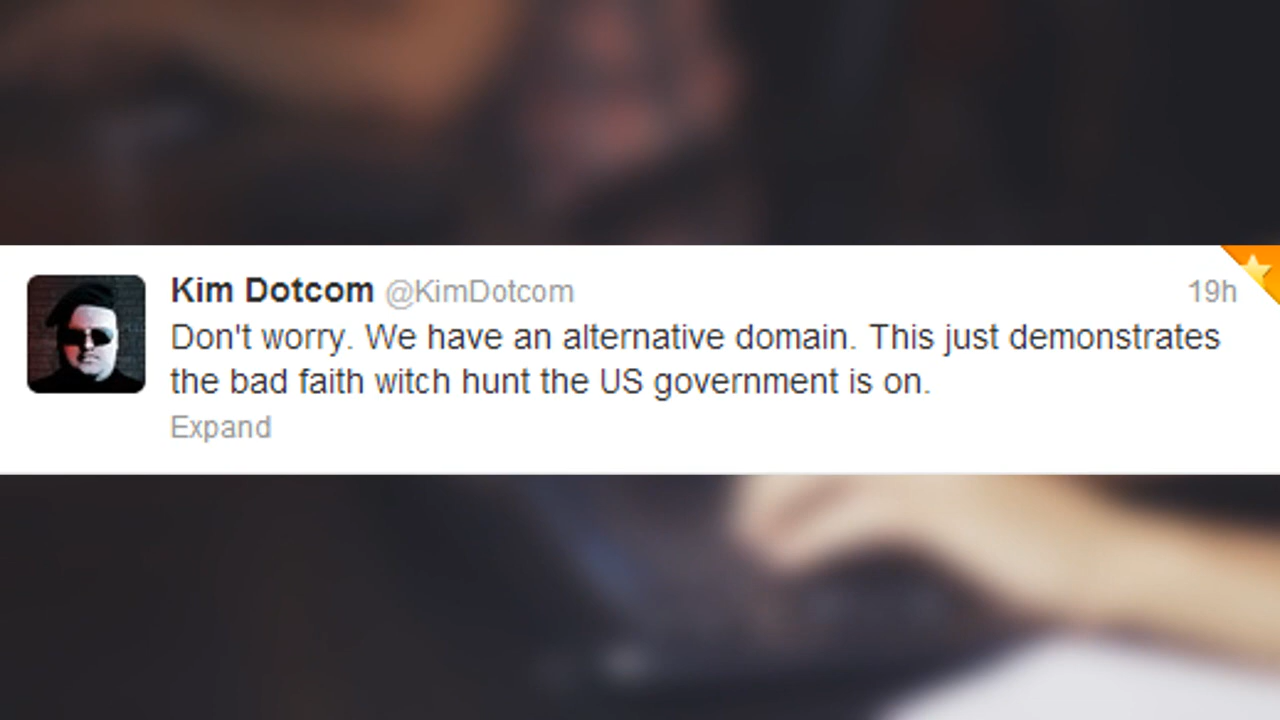 Kim Dotcom @KimDotcom 19h
Don't worry. We have an alternative domain. This just demonstrates
the bad faith witch hunt the US government is on.
Expand